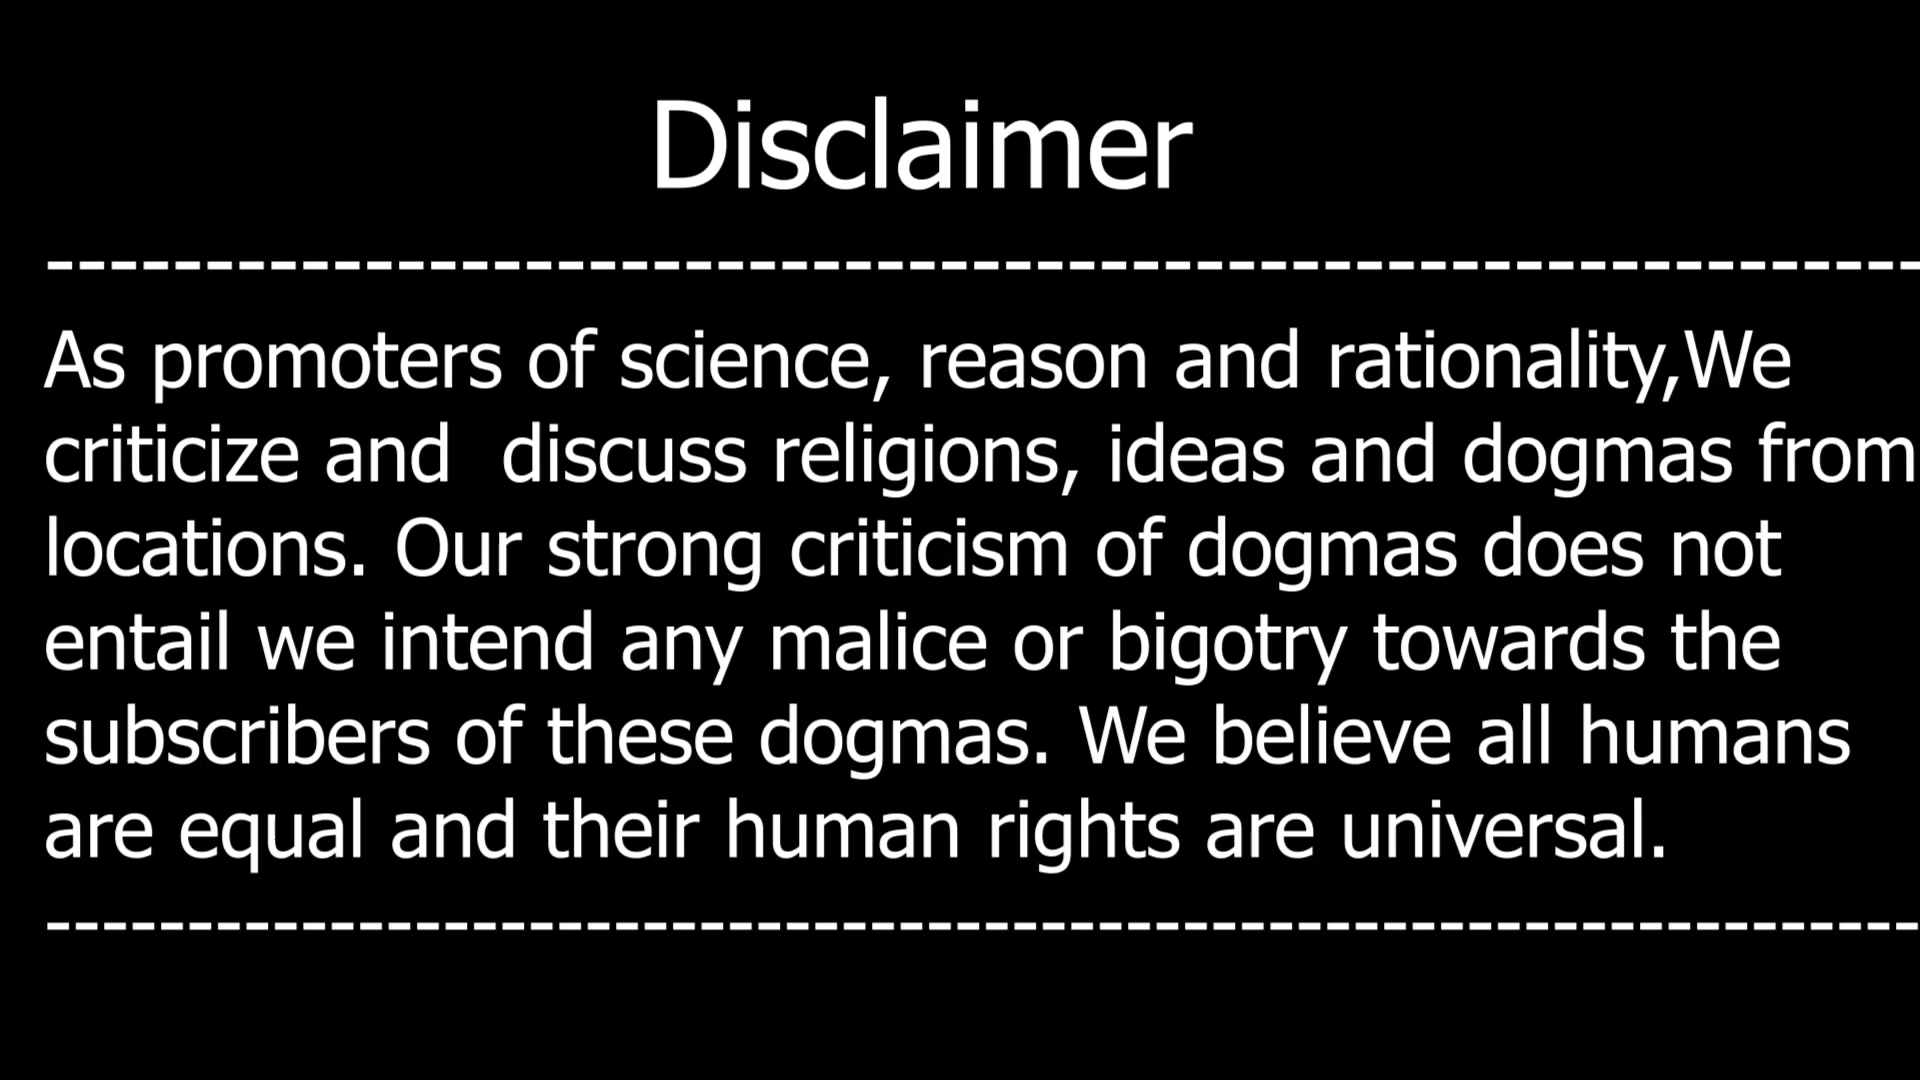 Disclaimer
------------------------------------------------------------
As promoters of science, reason and rationality,We
criticize and  discuss religions, ideas and dogmas from
locations. Our strong criticism of dogmas does not
entail we intend any malice or bigotry towards the
subscribers of these dogmas. We believe all humans
are equal and their human rights are universal.
------------------------------------------------------------------